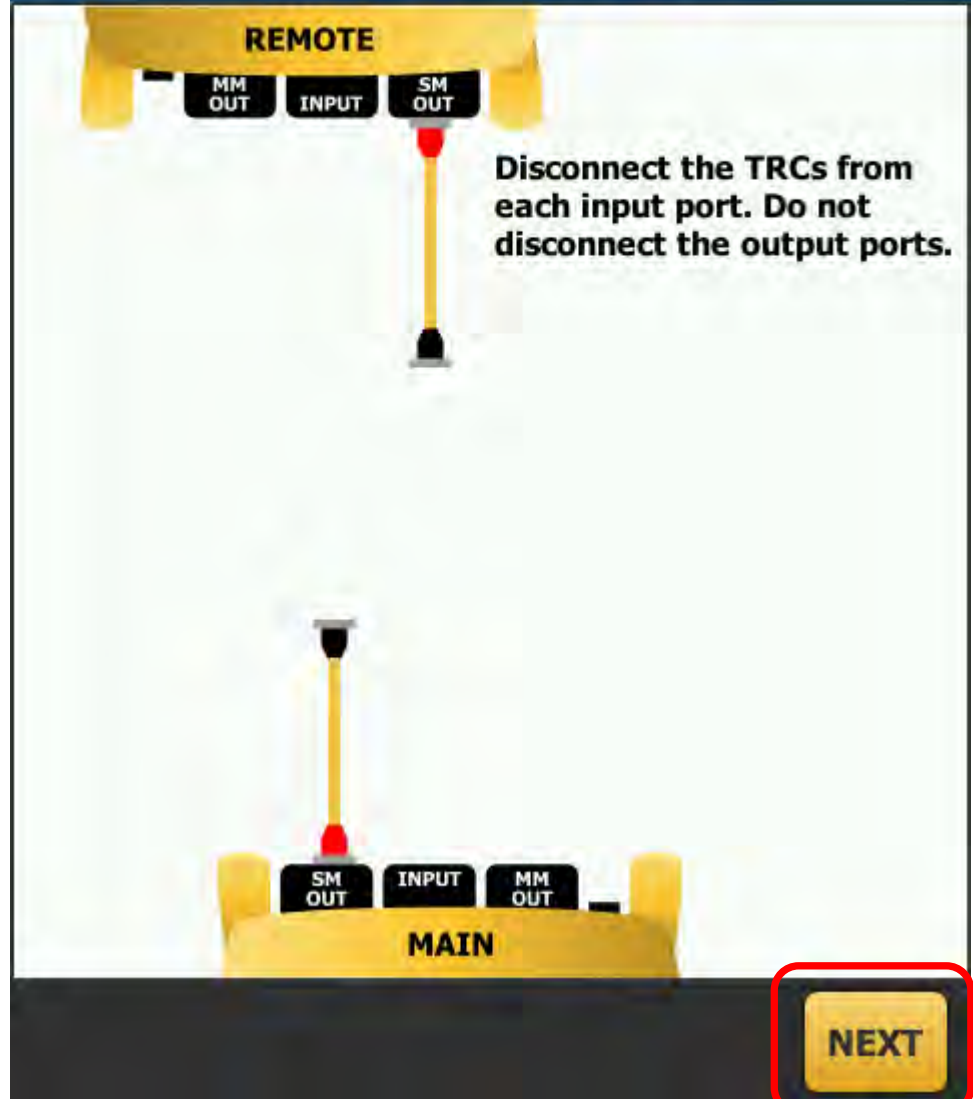 REMOTE
MM
OUT
INPUT
SM
OUT
Disconnect the TRCs from
each input port. Do not
disconnect the output ports.
SM
OUT
INPUT
MM
OUT
MAIN
NEXT